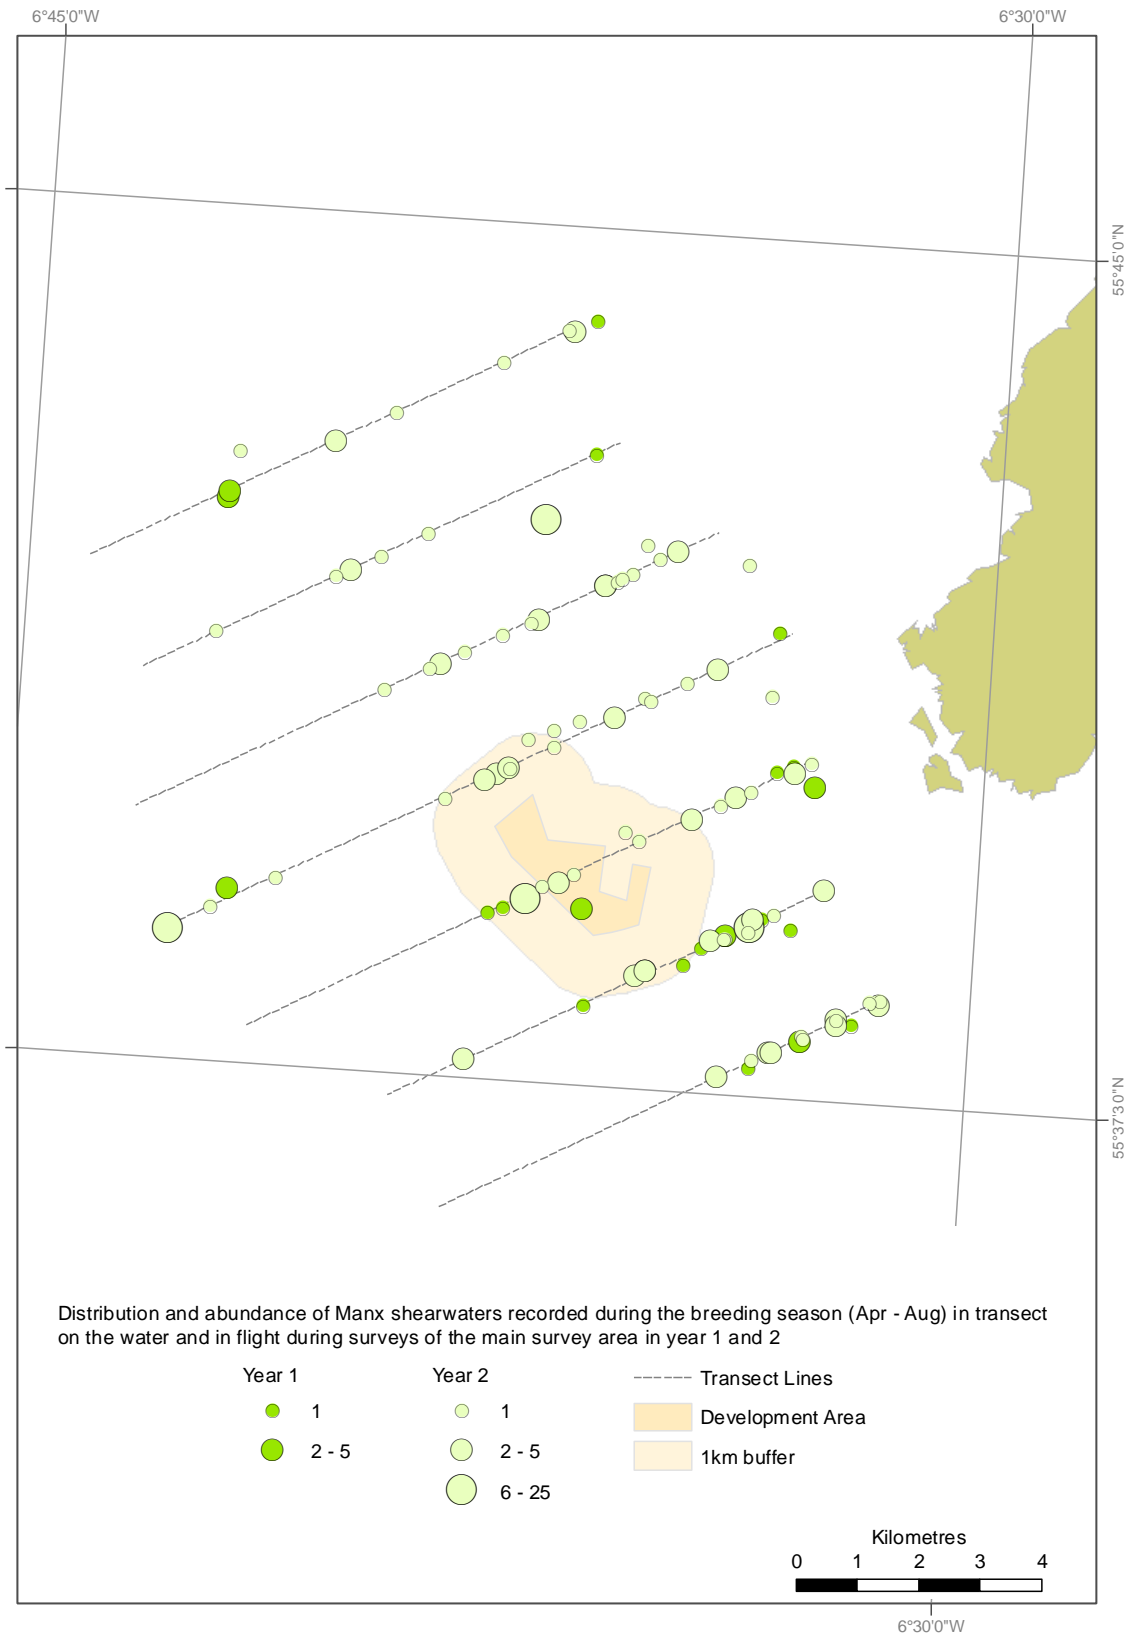 6°45'0"W
6°30'0"W
55°45'0"N
55°37'30"N
Distribution and abundance of Manx shearwaters recorded during the breeding season (Apr - Aug) in transect
on the water and in flight during surveys of the main survey area in year 1 and 2
Year 1
Year 2
1
1
Transect Lines
2 - 5
2 - 5
Development Area
6 - 25
1km buffer
Kilometres
0 1 2 3 4
6°30'0"W